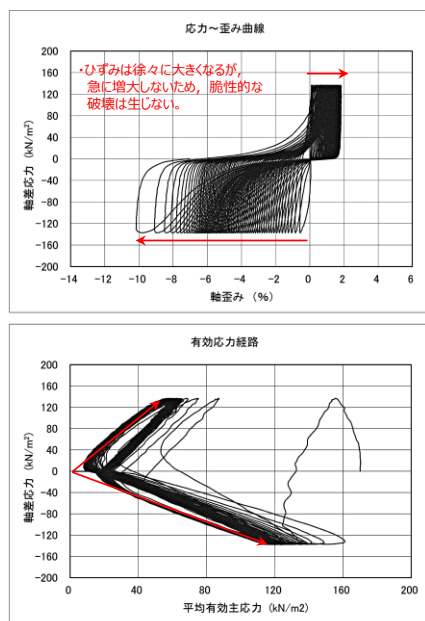 応力～歪み曲線
200
160
120
80
40
0
-40
-80
-120
-160
-200
軸差応力 (kN/m²)
・ひずみは徐々に大きくなるが,
急に増大しないため, 脆性的な
破壊は生じない。
-14 -12 -10 -8 -6 -4 -2 0 2 4 6
軸歪み (%)
有効応力経路
200
160
120
80
40
0
-40
-80
-120
-160
-200
軸差応力 (kN/m²)
0 40 80 120 160 200
平均有効主応力 (kN/m2)